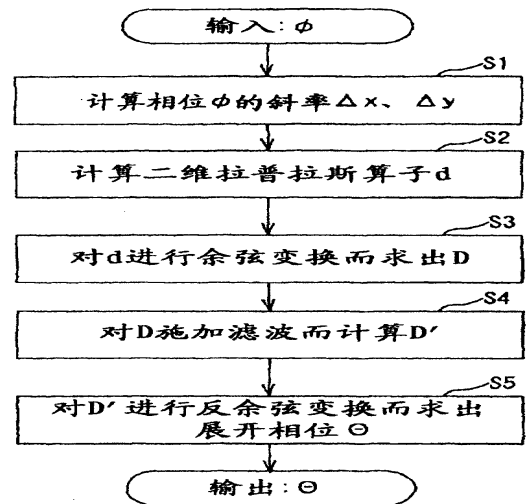 输入:φ
S1
计算相位φ的斜率Δx、Δy
S2
计算二维拉普拉斯算子d
S3
对d进行余弦变换而求出D
S4
对D施加滤波而计算D′
S5
对D′进行反余弦变换而求出
展开相位Θ
输出:Θ